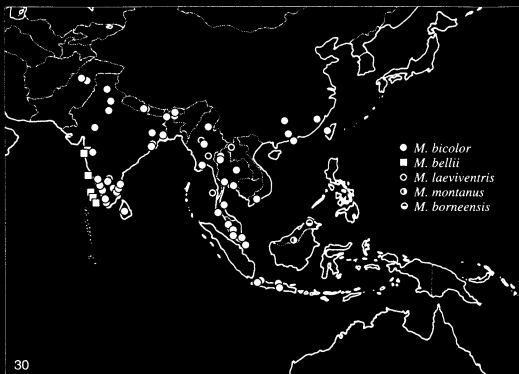 M. bicolor
M. bellii
M. laeviventris
M. montanus
M. borneensis
30